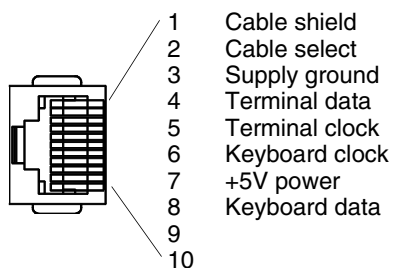 1 Cable shield
2 Cable select
3 Supply ground
4 Terminal data
5 Terminal clock
6 Keyboard clock
7 +5V power
8 Keyboard data
9
10